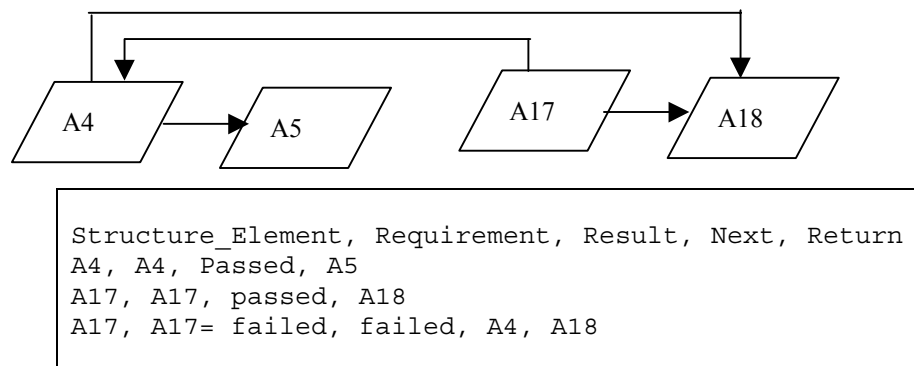 A4
A5
A17
A18
Structure_Element, Requirement, Result, Next, Return
A4, A4, Passed, A5
A17, A17, passed, A18
A17, A17= failed, failed, A4, A18